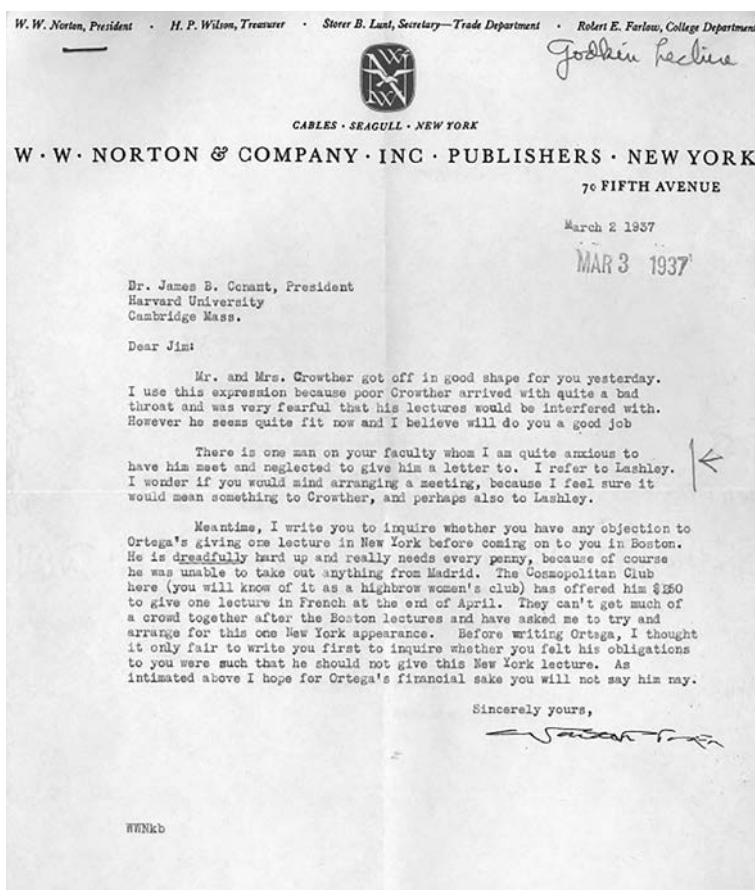 W. W. Norton, President · H. P. Wilson, Treasurer · Storer B. Lunt, Secretary—Trade Department · Robert E. Farlow, College Department
Godkin Lecture
CABLES · SEAGULL · NEW YORK
W · W · NORTON & COMPANY · INC · PUBLISHERS · NEW YORK
70 FIFTH AVENUE
March 2 1937
MAR 3 1937
Dr. James B. Conant, President
Harvard University
Cambridge Mass.
Dear Jim:
Mr. and Mrs. Crowther got off in good shape for you yesterday.
I use this expression because poor Crowther arrived with quite a bad
throat and was very fearful that his lectures would be interfered with.
However he seems quite fit now and I believe will do you a good job
There is one man on your faculty whom I am quite anxious to
have him meet and neglected to give him a letter to. I refer to Lashley.
I wonder if you would mind arranging a meeting, because I feel sure it
would mean something to Crowther, and perhaps also to Lashley.
Meantime, I write you to inquire whether you have any objection to
Ortega's giving one lecture in New York before coming on to you in Boston.
He is dreadfully hard up and really needs every penny, because of course
he was unable to take out anything from Madrid. The Cosmopolitan Club
here (you will know of it as a highbrow women's club) has offered him
to give one lecture in French at the end of April. They can't get much of
a crowd together after the Boston lectures and have asked me to try and
arrange for this one New York appearance. Before writing Ortega, I thought
it only fair to write you first to inquire whether you felt his obligations
to you were such that he should not give this New York lecture. As
intimated above I hope for Ortega's financial sake you will not say him nay.
Sincerely yours,
WWNkb